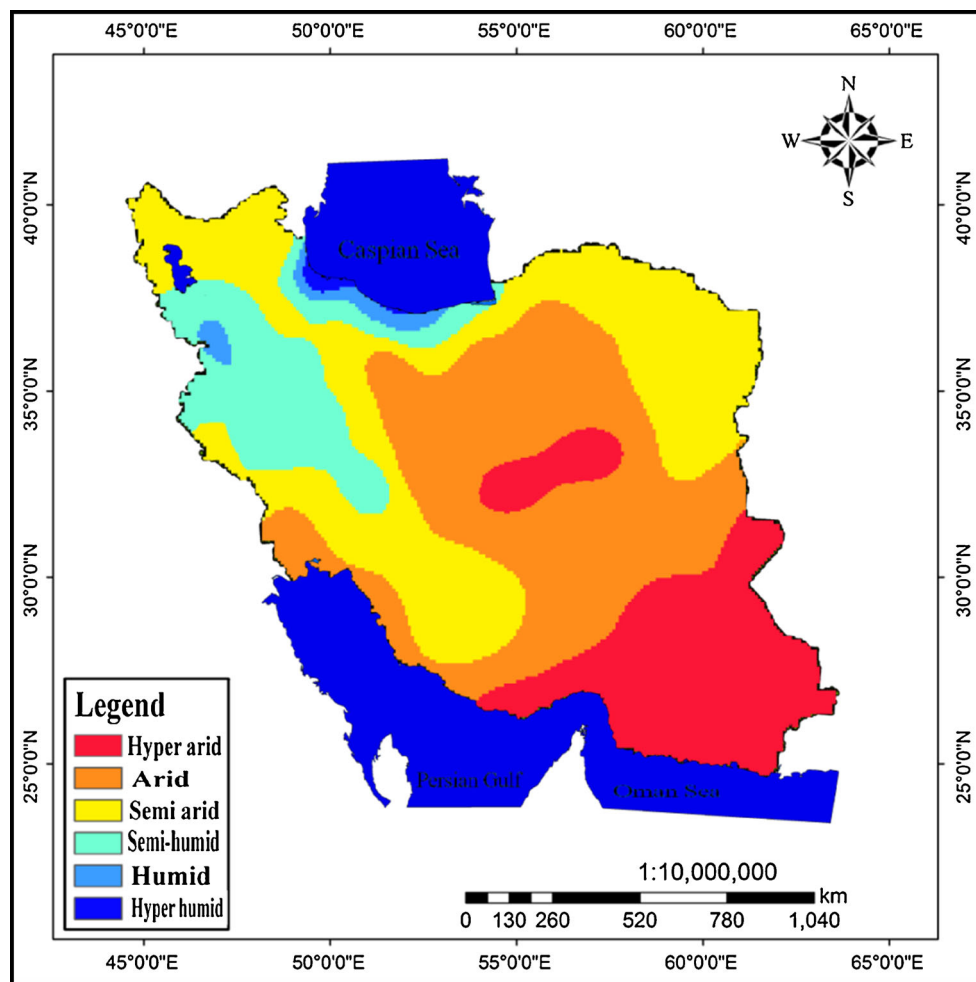 45°0'0"E 50°0'0"E 55°0'0"E 60°0'0"E 65°0'0"E
N
W E
S
40°0'0"N 40°0'0"N
Caspian Sea
35°0'0"N 35°0'0"N
30°0'0"N 30°0'0"N
25°0'0"N 25°0'0"N
Persian Gulf
Oman Sea
Legend
Hyper arid
Arid
Semi arid
Semi-humid
Humid
Hyper humid
1:10,000,000
km
0 130 260 520 780 1,040
45°0'0"E 50°0'0"E 55°0'0"E 60°0'0"E 65°0'0"E